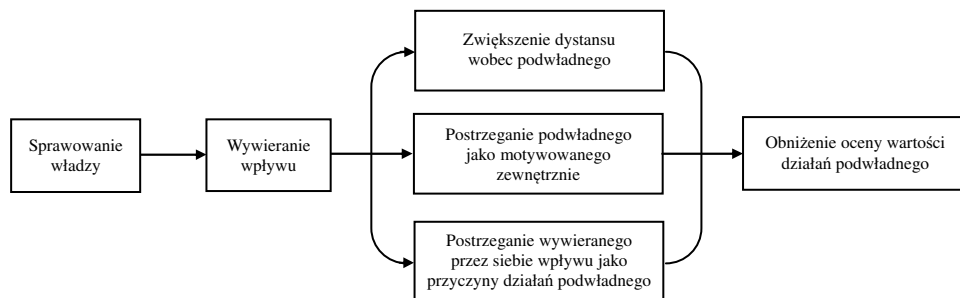 Sprawowanie
władzy
Wywieranie
wpływu
Zwiększenie dystansu
wobec podwładnego
Postrzeganie podwładnego
jako motywowanego
zewnętrznie
Postrzeganie wywieranego
przez siebie wpływu jako
przyczyny działań podwładnego
Obniżenie oceny wartości
działań podwładnego